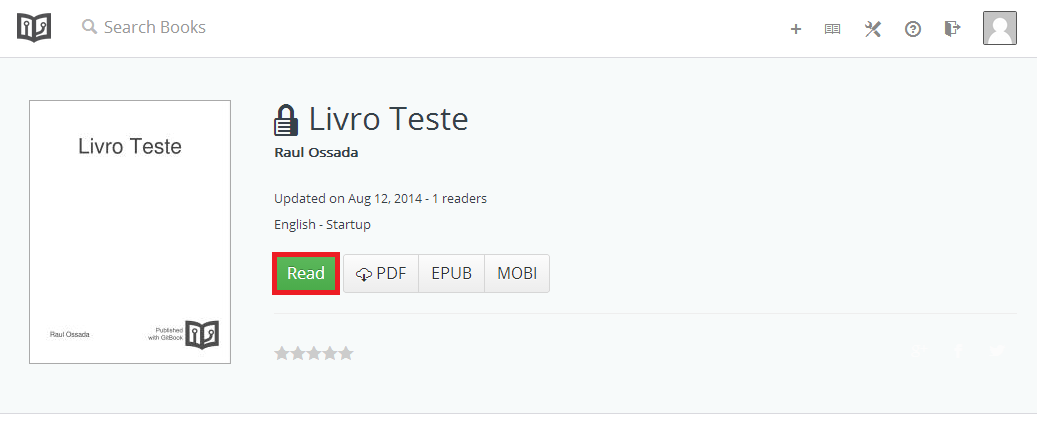 Search Books
Livro Teste
Raul Ossada
Published
with GitBook
Livro Teste
Raul Ossada
Updated on Aug 12, 2014 - 1 readers
English - Startup
Read PDF EPUB MOBI